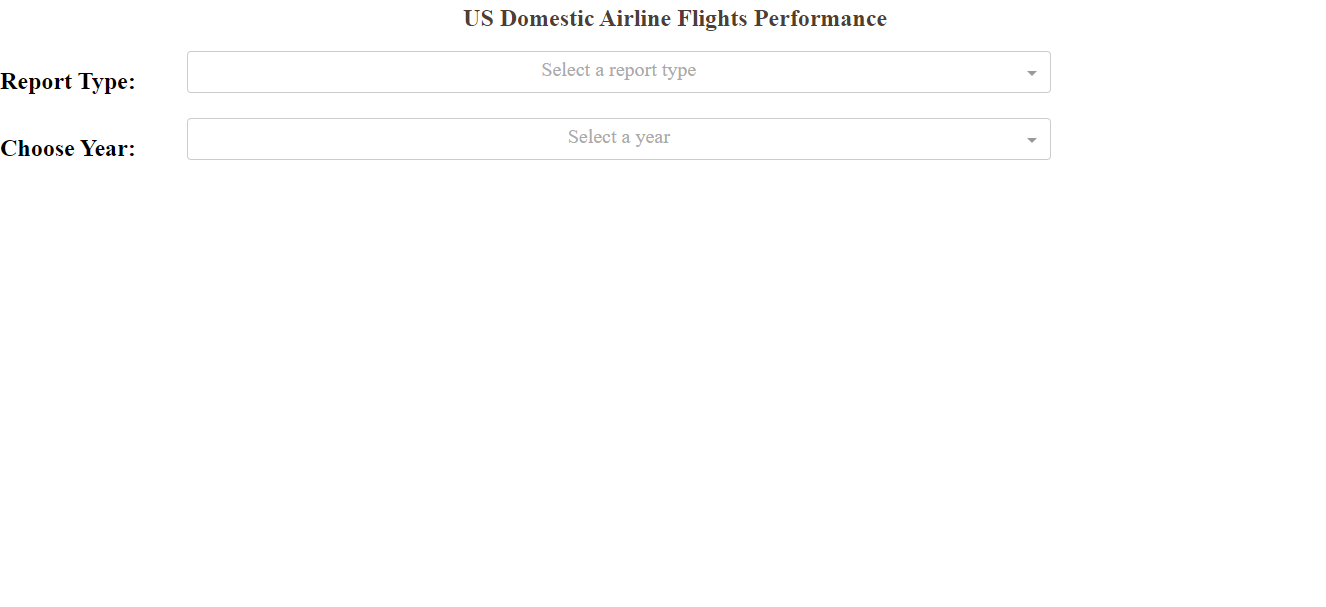 US Domestic Airline Flights Performance
Report Type:
Select a report type
Choose Year:
Select a year